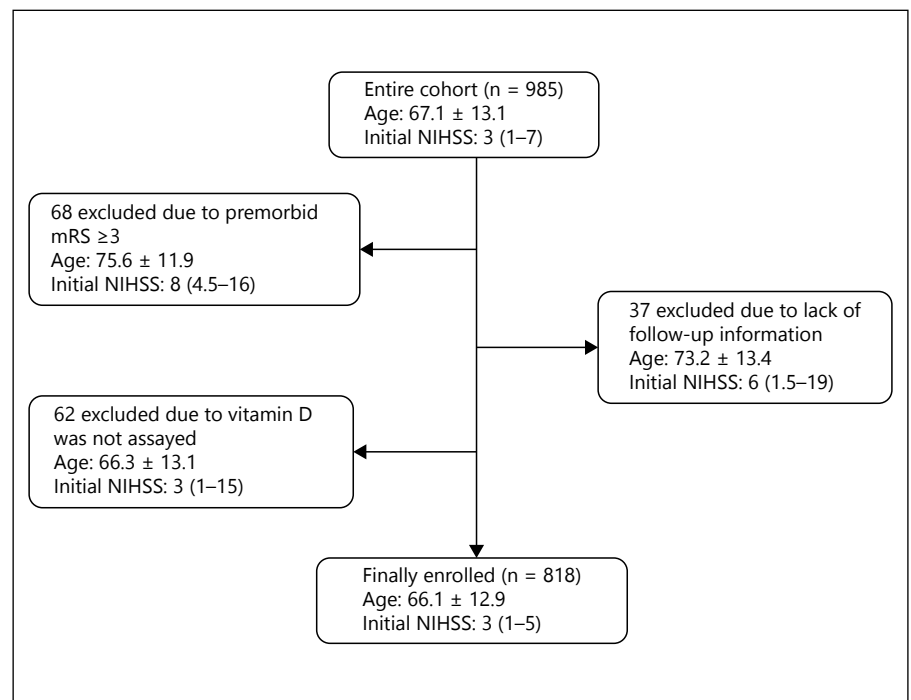 Entire cohort (n = 985)
Age: 67.1 ± 13.1
Initial NIHSS: 3 (1–7)
68 excluded due to premorbid
mRS ≥3
Age: 75.6 ± 11.9
Initial NIHSS: 8 (4.5–16)
37 excluded due to lack of
follow-up information
Age: 73.2 ± 13.4
Initial NIHSS: 6 (1.5–19)
62 excluded due to vitamin D
was not assayed
Age: 66.3 ± 13.1
Initial NIHSS: 3 (1–15)
Finally enrolled (n = 818)
Age: 66.1 ± 12.9
Initial NIHSS: 3 (1–5)